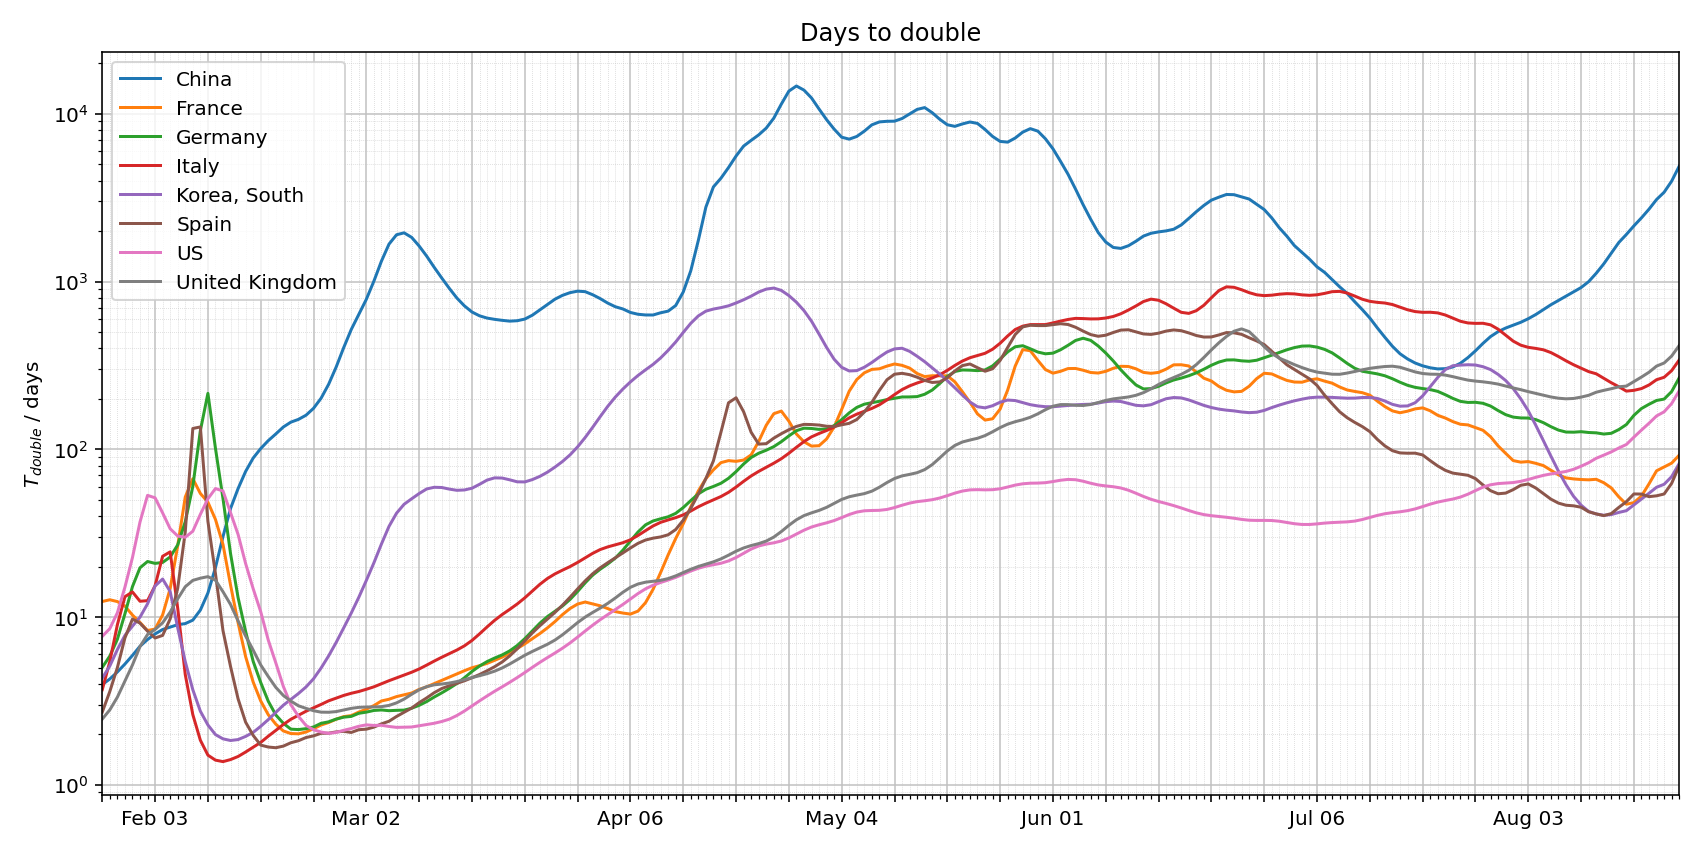 Days to double
China
France
Germany
Italy
Korea, South
Spain
US
United Kingdom
10⁴
10³
10²
10¹
10⁰
T_double / days
Feb 03 Mar 02 Apr 06 May 04 Jun 01 Jul 06 Aug 03